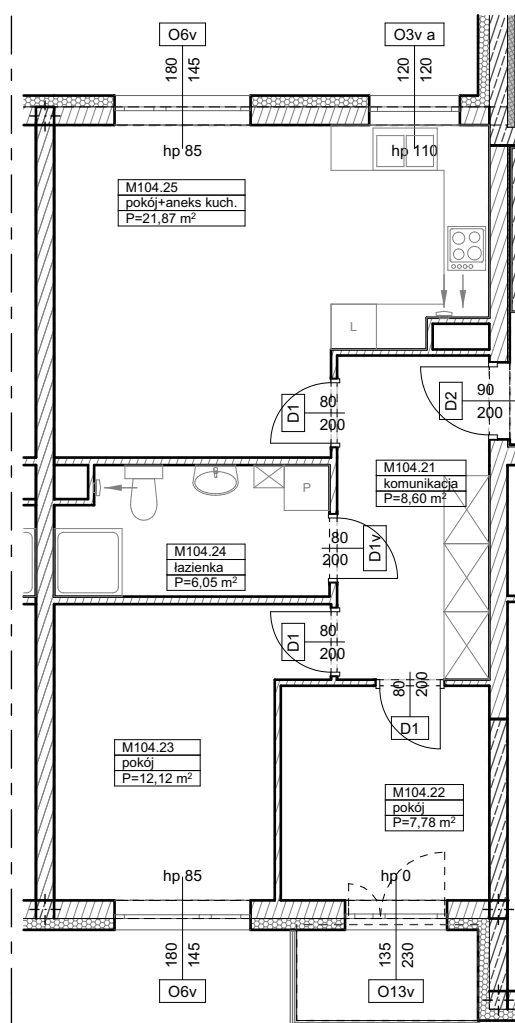 O6v
O3v a
180
145
120
120
hp 85
hp 110
M104.25
pokój+aneks kuch.
P=21,87 m²
L
D1
80
200
D2
90
200
M104.21
komunikacja
P=8,60 m²
P
M104.24
łazienka
P=6,05 m²
80
200
D1v
D1
80
200
80
200
D1
M104.23
pokój
P=12,12 m²
M104.22
pokój
P=7,78 m²
hp 85
hp 0
180
145
135
230
O6v
O13v